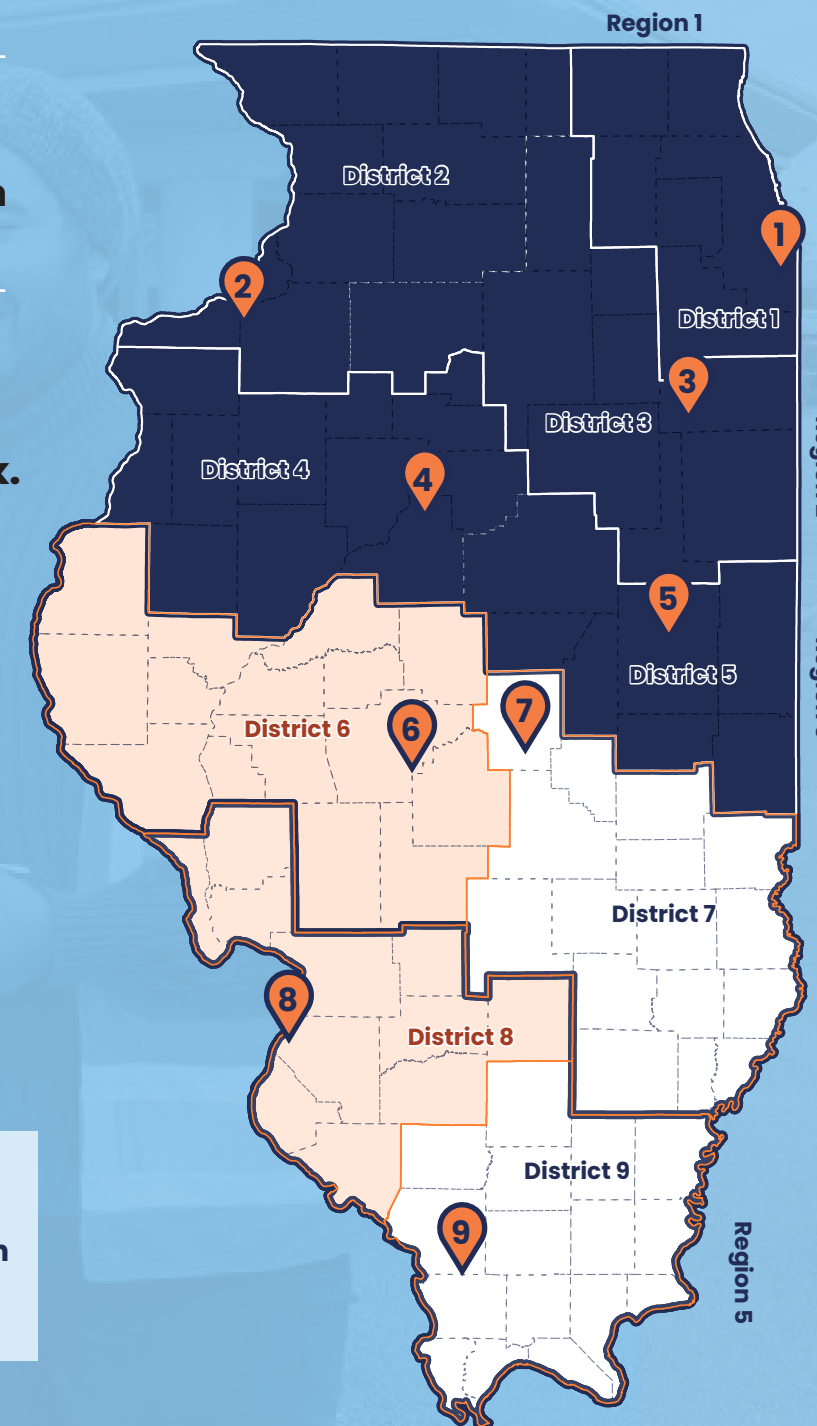 Region 1
District 2
1
2
District 1
3
District 3
District 4
4
5
District 5
7
6
District 6
District 7
8
District 8
District 9
9
Region 5